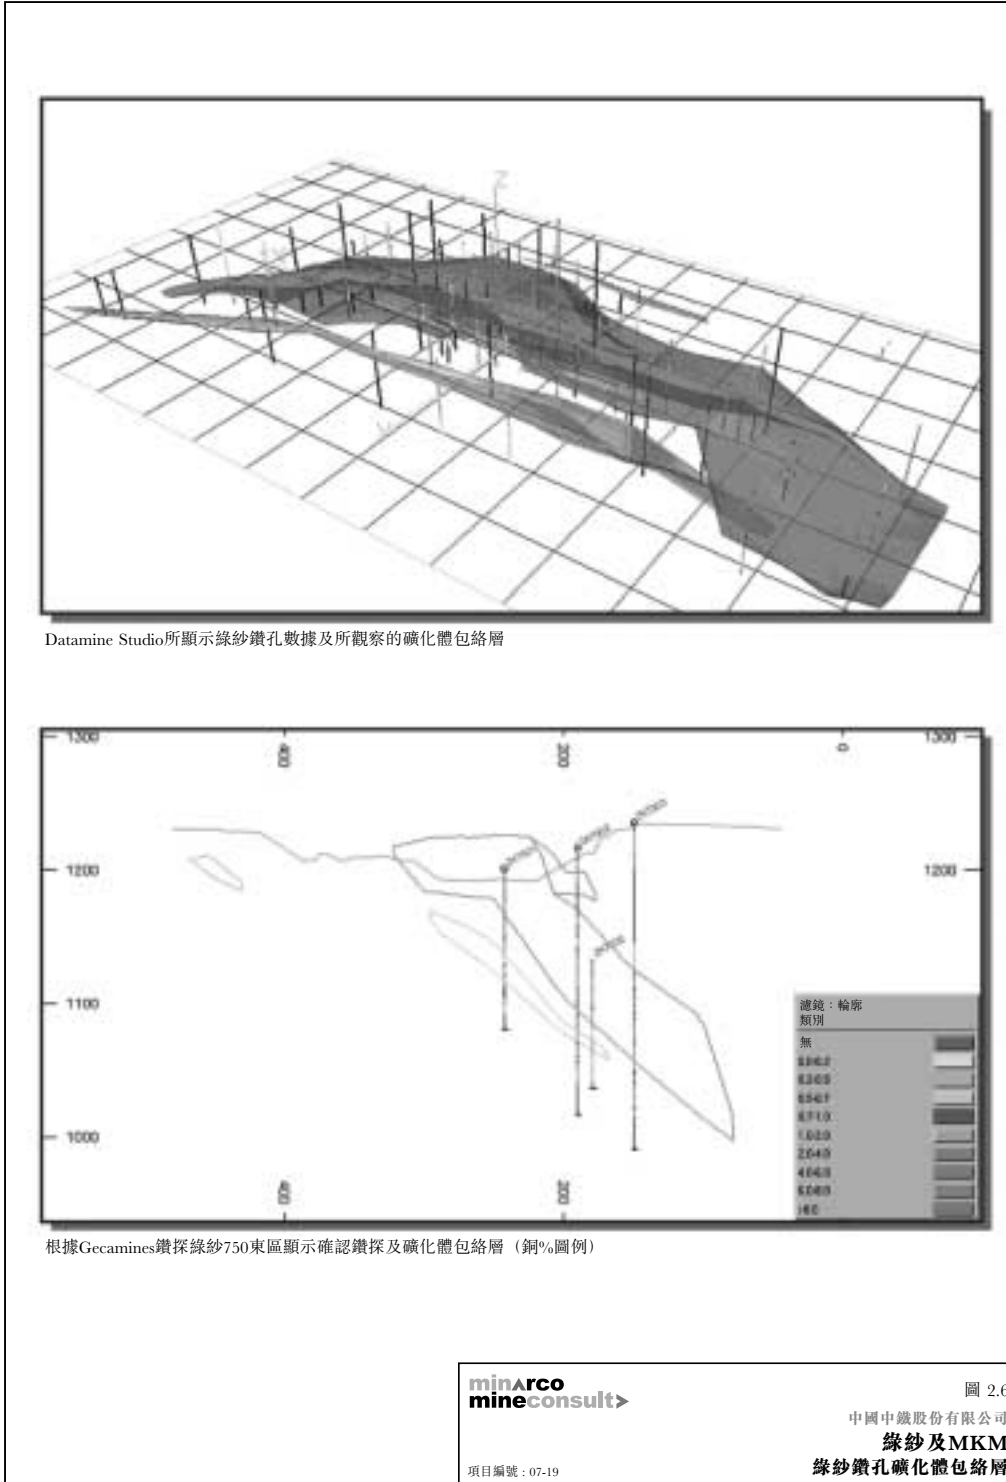 Z
Datamine Studio所顯示綠紗鑽孔數據及所觀察的礦化體包絡層
1300
400
200
0
1300
1200
1200
1100
1000
400
200
濾鏡：輪廓
類別
無
根據Gecamines鑽探綠紗750東區顯示確認鑽探及礦化體包絡層（銅%圖例）
minarco
mineconsult>
圖 2.6
中國中鐵股份有限公司
綠紗及MKM
綠紗鑽孔礦化體包絡層
項目編號 : 07-19